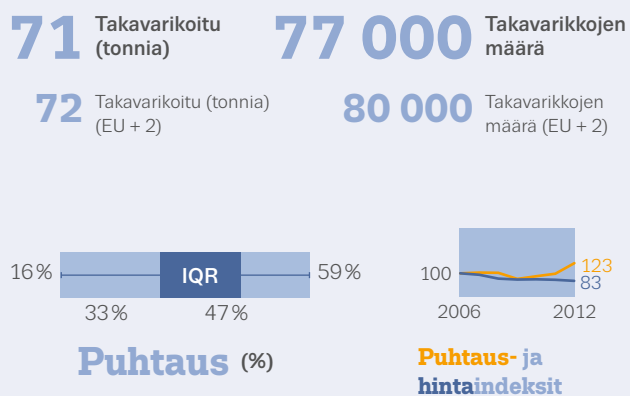 71 Takavarikoitu (tonnia)
77 000 Takavarikkojen määrä
72 Takavarikoitu (tonnia) (EU + 2)
80 000 Takavarikkojen määrä (EU + 2)
16 % IQR 59 %
33 % 47 %
Puhtaus (%)
100 123
83
2006 2012
Puhtaus- ja
hintaindeksit